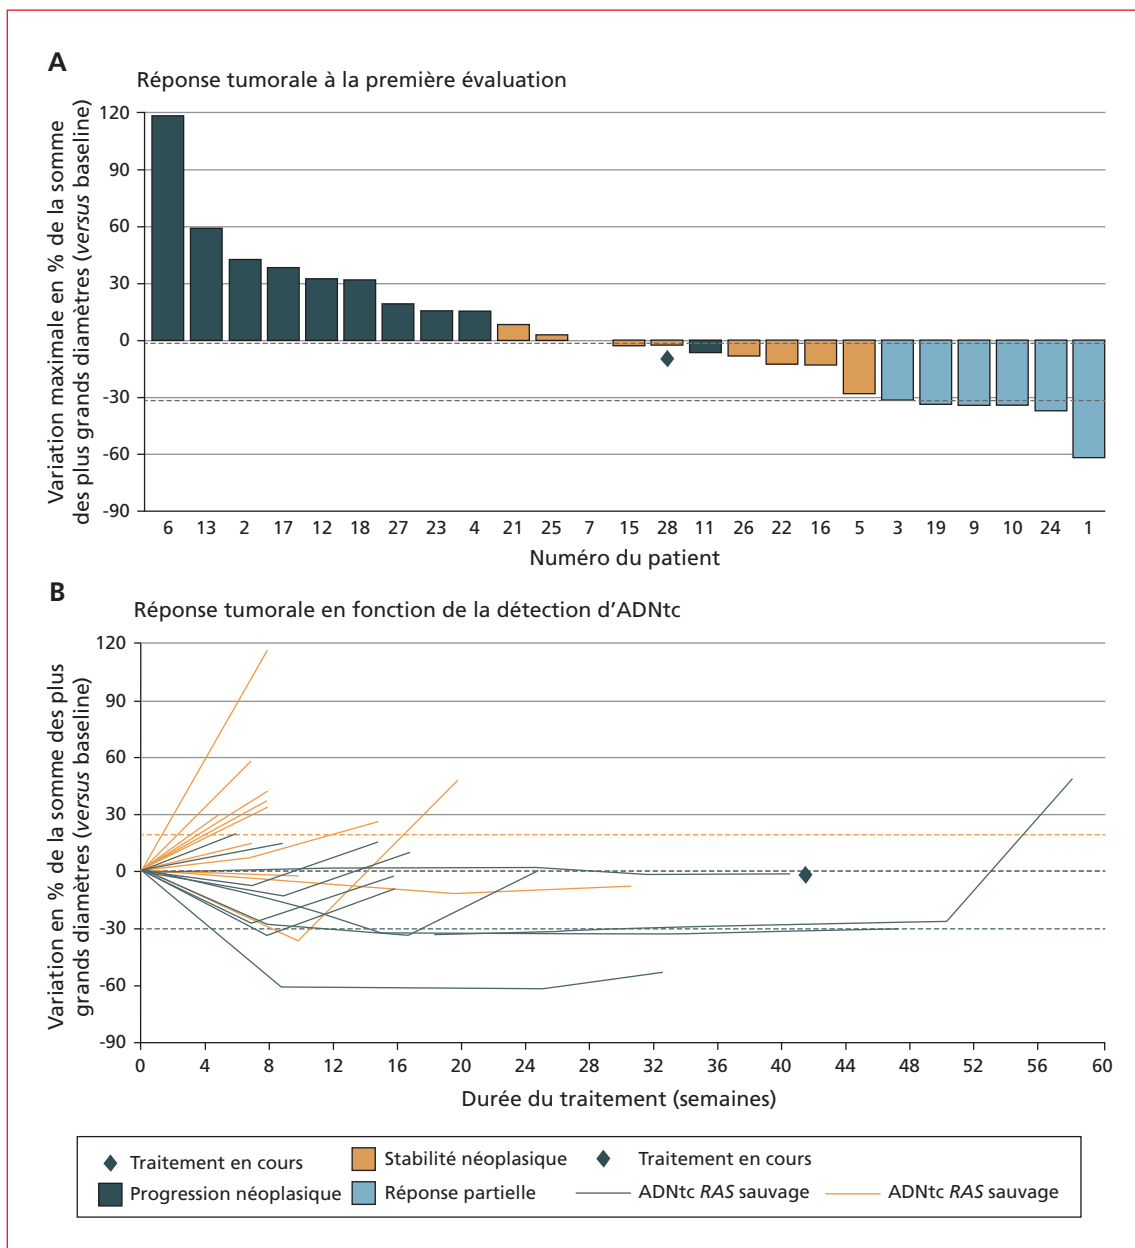 A
Réponse tumorale à la première évaluation
Variation maximale en % de la somme
des plus grands diamètres (versus baseline)
120
90
60
30
0
-30
-60
-90
6 13 2 17 12 18 27 23 4 21 25 7 15 28 11 26 22 16 5 3 19 9 10 24 1
Numéro du patient
B
Réponse tumorale en fonction de la détection d'ADNtc
Variation en % de la somme des plus
grands diamètres (versus baseline)
120
90
60
30
0
-30
-60
-90
0 4 8 12 16 20 24 28 32 36 40 44 48 52 56 60
Durée du traitement (semaines)
Traitement en cours Stabilité néoplasique Traitement en cours
Progression néoplasique Réponse partielle ADNtc RAS sauvage ADNtc RAS sauvage